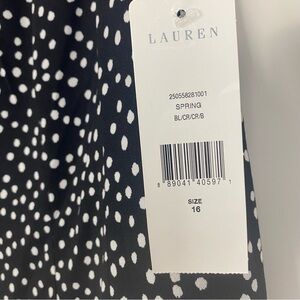 LAUREN
250558281001
SPRING
BL/CR/CR/B
8 89041 40597 1
SIZE
16